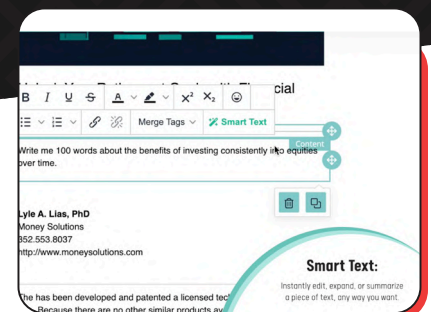 cial
B I U S A X² X₂
Merge Tags Smart Text
Content
Write me 100 words about the benefits of investing consistently into equities
over time.
Lyle A. Lias, PhD
Money Solutions
352.553.8037
http://www.moneysolutions.com
Smart Text:
Instantly edit, expand, or summarize
a piece of text, any way you want.
The has been developed and patented a licensed tec
Because there are no other similar products av